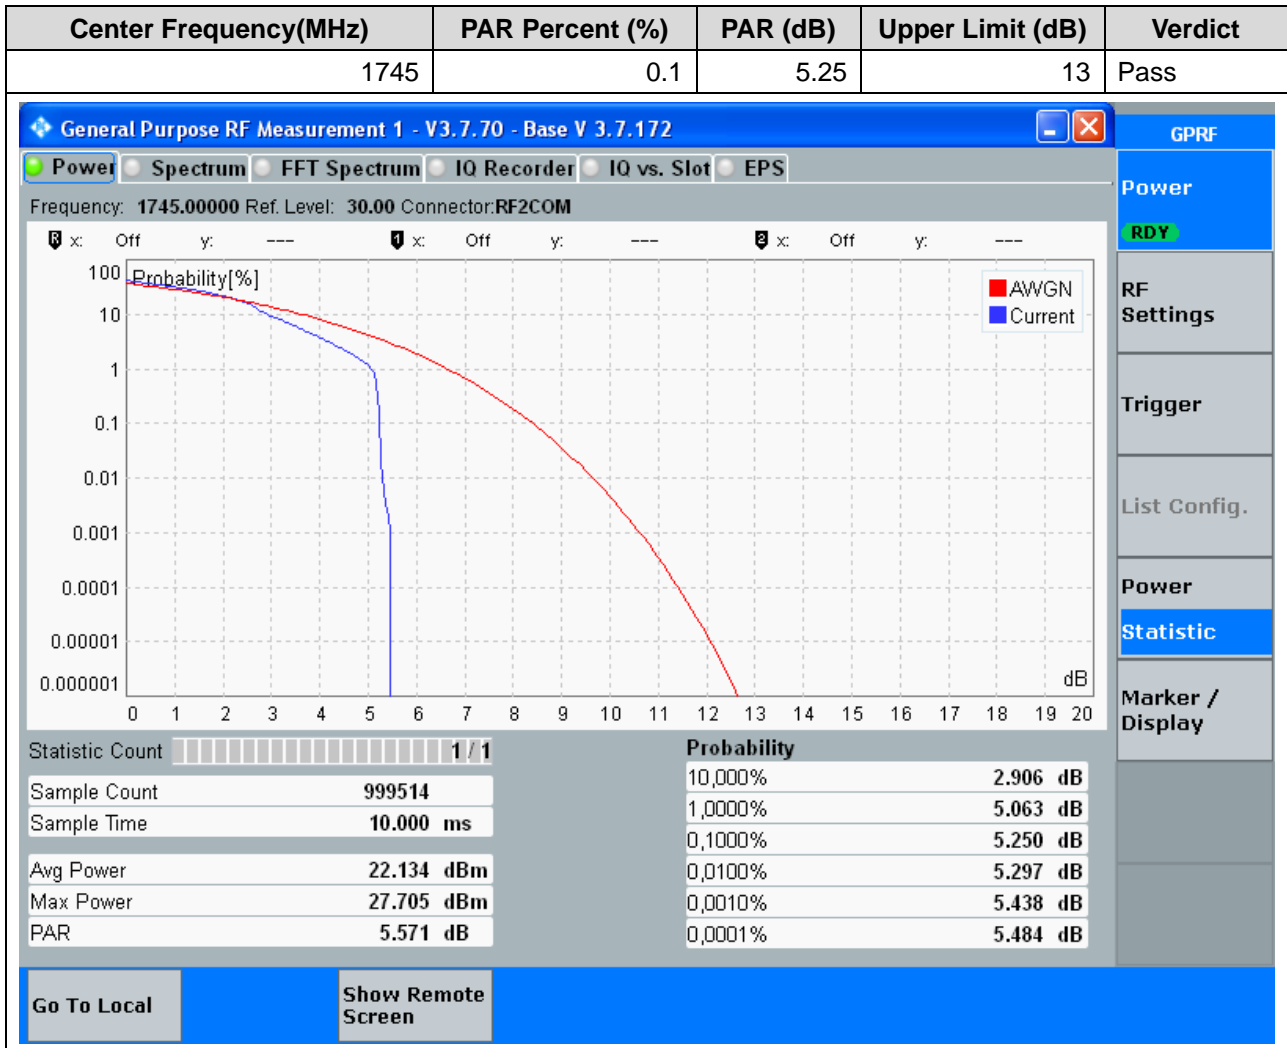 Center Frequency(MHz) PAR Percent (%) PAR (dB) Upper Limit (dB) Verdict
1745 0.1 5.25 13 Pass
General Purpose RF Measurement 1 - V3.7.70 - Base V 3.7.172
GPRF
Power Spectrum FFT Spectrum IQ Recorder IQ vs. Slot EPS
Power
RDY
Frequency: 1745.00000 Ref. Level: 30.00 Connector:RF2COM
R x: Off y: --- 1 x: Off y: --- 2 x: Off y: ---
Probability[%]
AWGN
Current
100
10
1
0.1
0.01
0.001
0.0001
0.00001
0.000001
dB
0 1 2 3 4 5 6 7 8 9 10 11 12 13 14 15 16 17 18 19 20
RF
Settings
Trigger
List Config.
Power
Statistic
Marker /
Display
Statistic Count 1 / 1
Sample Count 999514
Sample Time 10.000 ms
Avg Power 22.134 dBm
Max Power 27.705 dBm
PAR 5.571 dB
Probability
10,000% 2.906 dB
1,0000% 5.063 dB
0,1000% 5.250 dB
0,0100% 5.297 dB
0,0010% 5.438 dB
0,0001% 5.484 dB
Go To Local
Show Remote
Screen